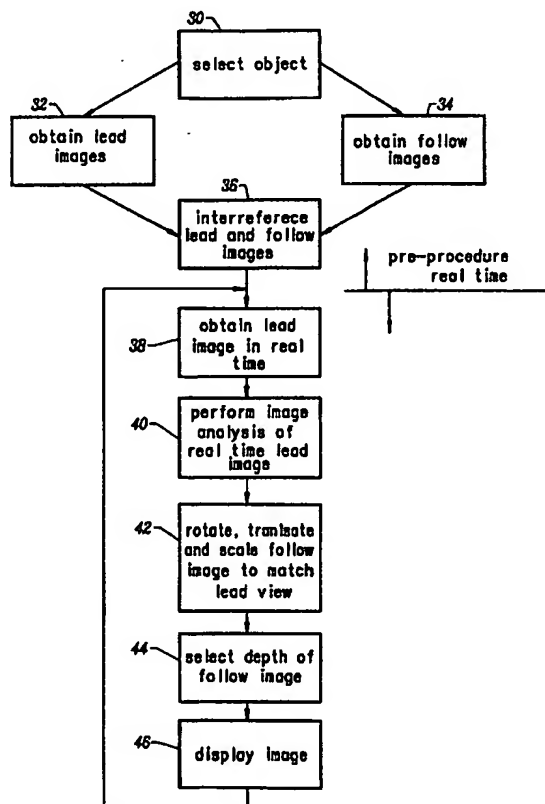 30
select object
32
obtain lead
images
34
obtain follow
images
36
interreferece
lead and follow
images
pre-procedure
real time
38
obtain lead
image in real
time
40
perform image
analysis of
real time lead
image
42
rotate, translate
and scale follow
image to match
lead view
44
select depth of
follow image
46
display image